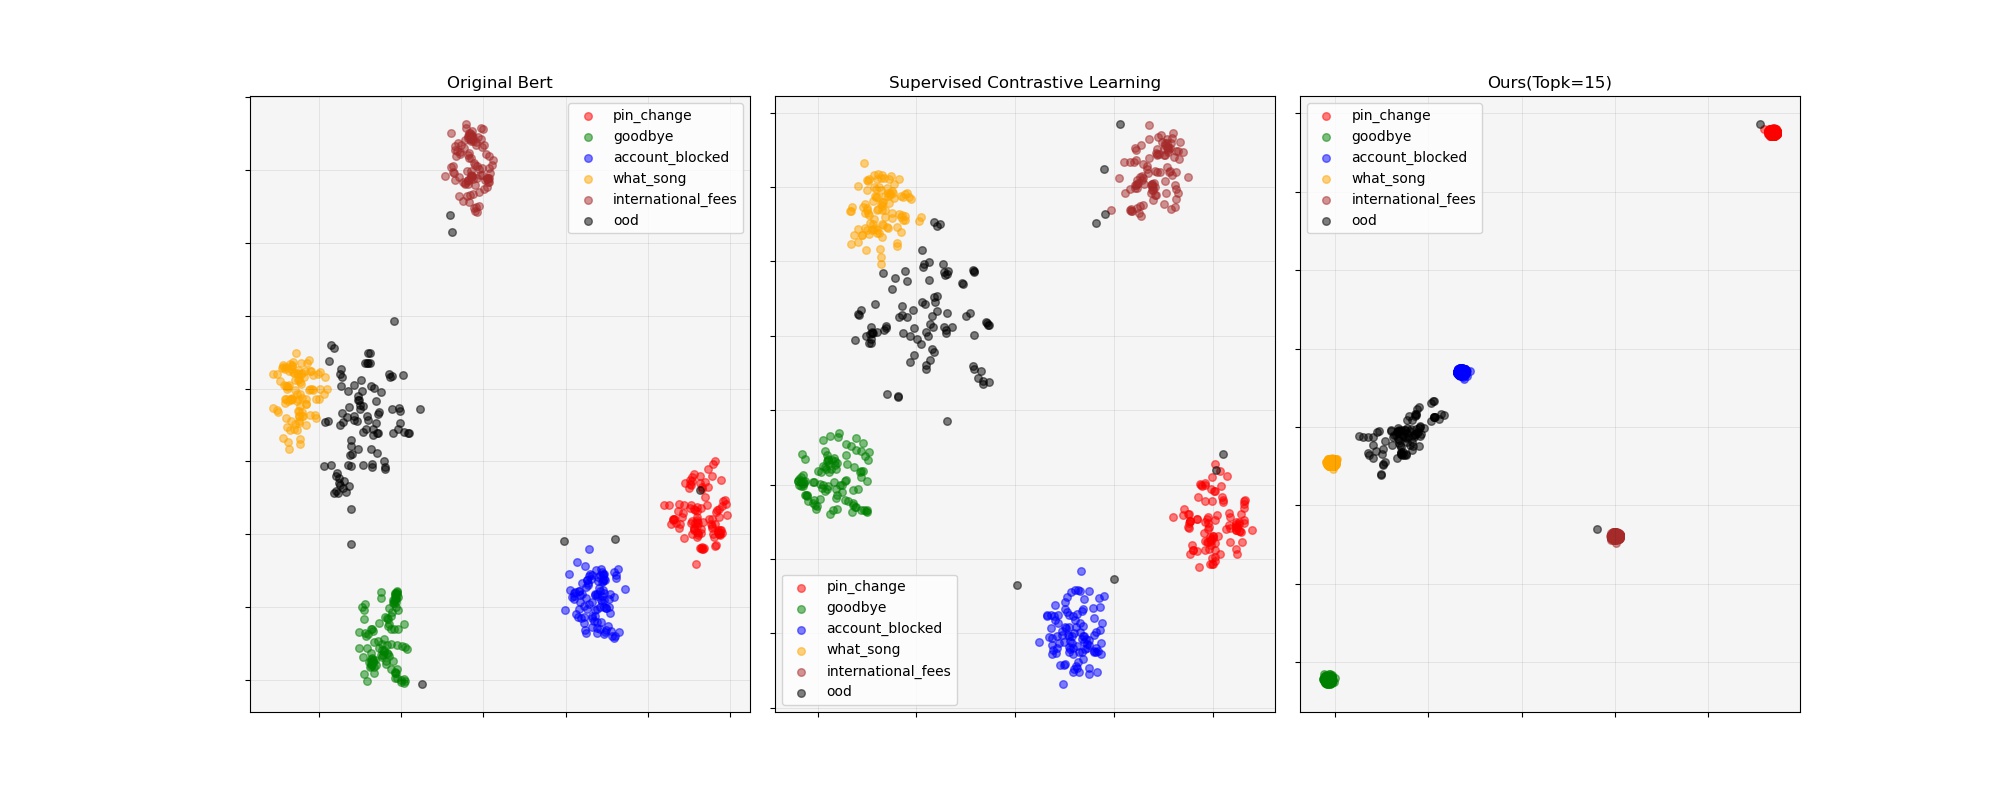 Original Bert
pin_change
goodbye
account_blocked
what_song
international_fees
ood
Supervised Contrastive Learning
pin_change
goodbye
account_blocked
what_song
international_fees
ood
Ours(Topk=15)
pin_change
goodbye
account_blocked
what_song
international_fees
ood